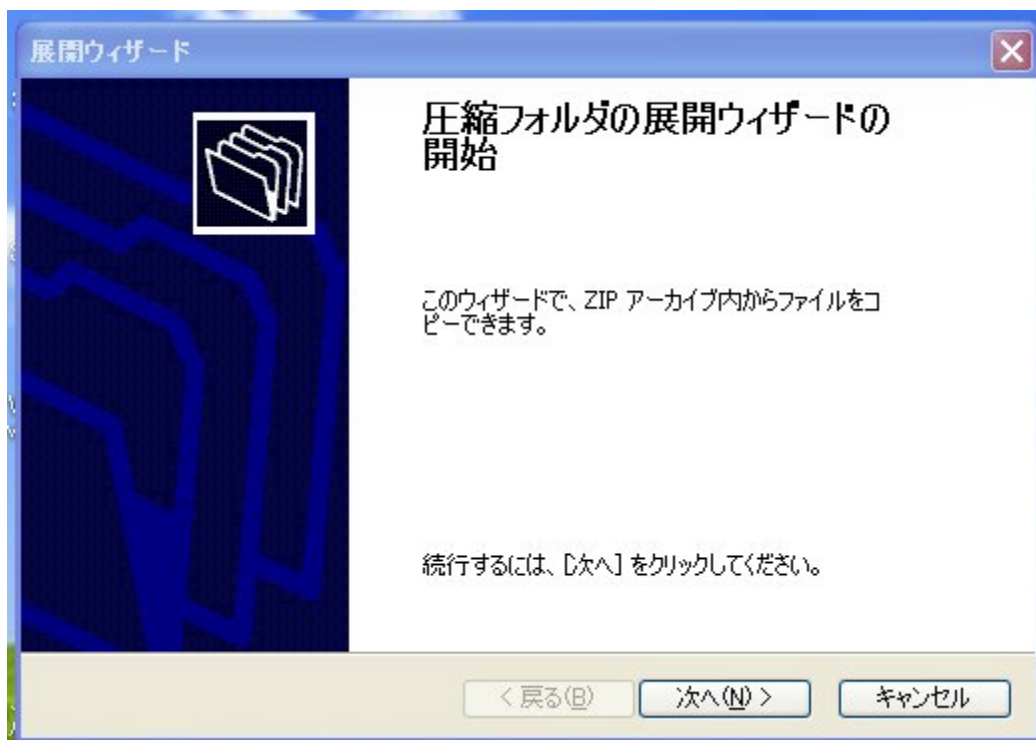 展開ウィザード
圧縮フォルダの展開ウィザードの
開始
このウィザードで、ZIP アーカイブ内からファイルをコ
ピーできます。
続行するには、[次へ] をクリックしてください。
< 戻る(B) 次へ(N) > キャンセル